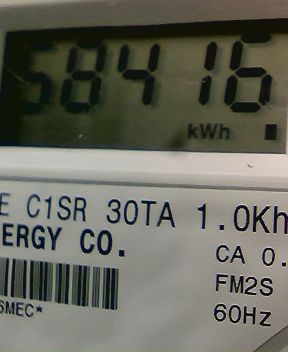 58416
kWh
E C1SR 30TA 1.0Kh
ERGY CO.
CA 0.
FM2S
60Hz
SMEC*